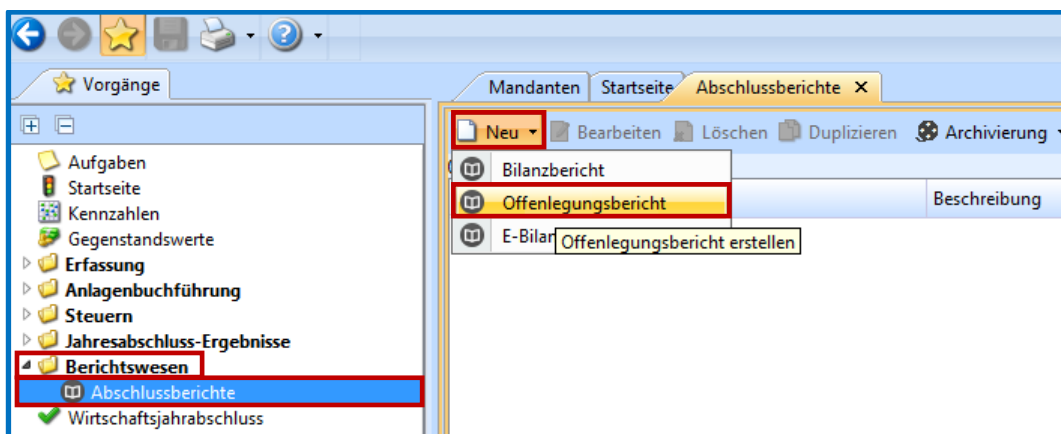 Vorgänge
Mandanten Startseite Abschlussberichte
Neu Bearbeiten Löschen Duplizieren Archivierung
Aufgaben
Startseite
Kennzahlen
Gegenstandswerte
Erfassung
Anlagenbuchführung
Steuern
Jahresabschluss-Ergebnisse
Berichtswesen
Abschlussberichte
Wirtschaftsjahrabschluss
Bilanzbericht
Offenlegungsbericht
E-Bilan
Offenlegungsbericht erstellen
Beschreibung